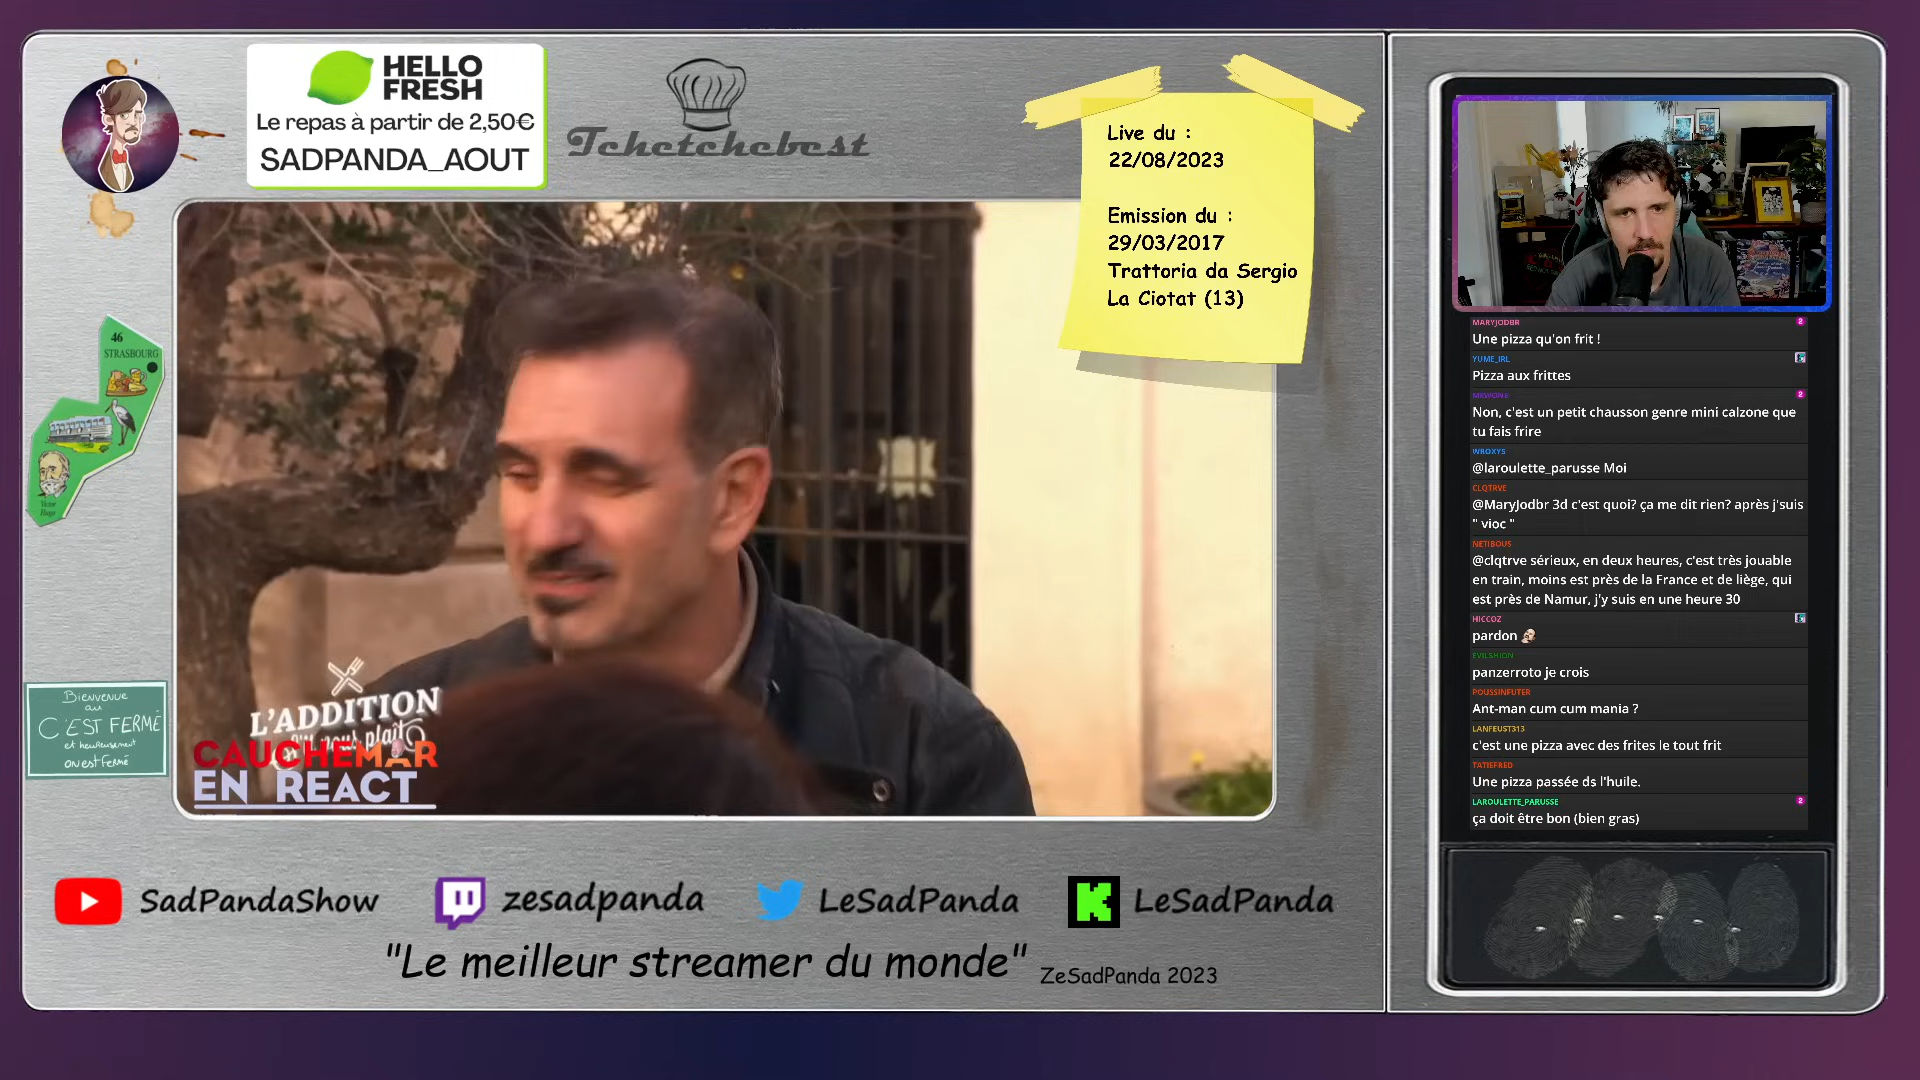 HELLO
FRESH
Le repas à partir de 2,50€
SADPANDA_AOUT
Tchetchebest
Live du :
22/08/2023
Emission du :
29/03/2017
Trattoria da Sergio
La Ciotat (13)
46
STRASBOURG
Victor
Hugo
Bienvenue
au
C'EST FERMÉ
et heureusement
on est fermé
L'ADDITION
s'il vous plaît
CAUCHEMAR
EN REACT
MARYJODBR
Une pizza qu'on frit !
YUME_IRL
Pizza aux frittes
Non, c'est un petit chausson genre mini calzone que
tu fais frire
WROXYS
@laroulette_parusse Moi
CLQTRVE
@MaryJodbr 3d c'est quoi? ça me dit rien? après j'suis
" vioc "
NETIBOUS
@clqtrve sérieux, en deux heures, c'est très jouable
en train, moins est près de la France et de liège, qui
est près de Namur, j'y suis en une heure 30
HICCOZ
pardon
EVILSHION
panzerroto je crois
POUSSINFUTER
Ant-man cum cum mania ?
LANFEUST313
c'est une pizza avec des frites le tout frit
TATIEFRED
Une pizza passée ds l'huile.
LAROULETTE_PARUSSE
ça doit être bon (bien gras)
SadPandaShow
zesadpanda
LeSadPanda
LeSadPanda
"Le meilleur streamer du monde"
ZeSadPanda 2023